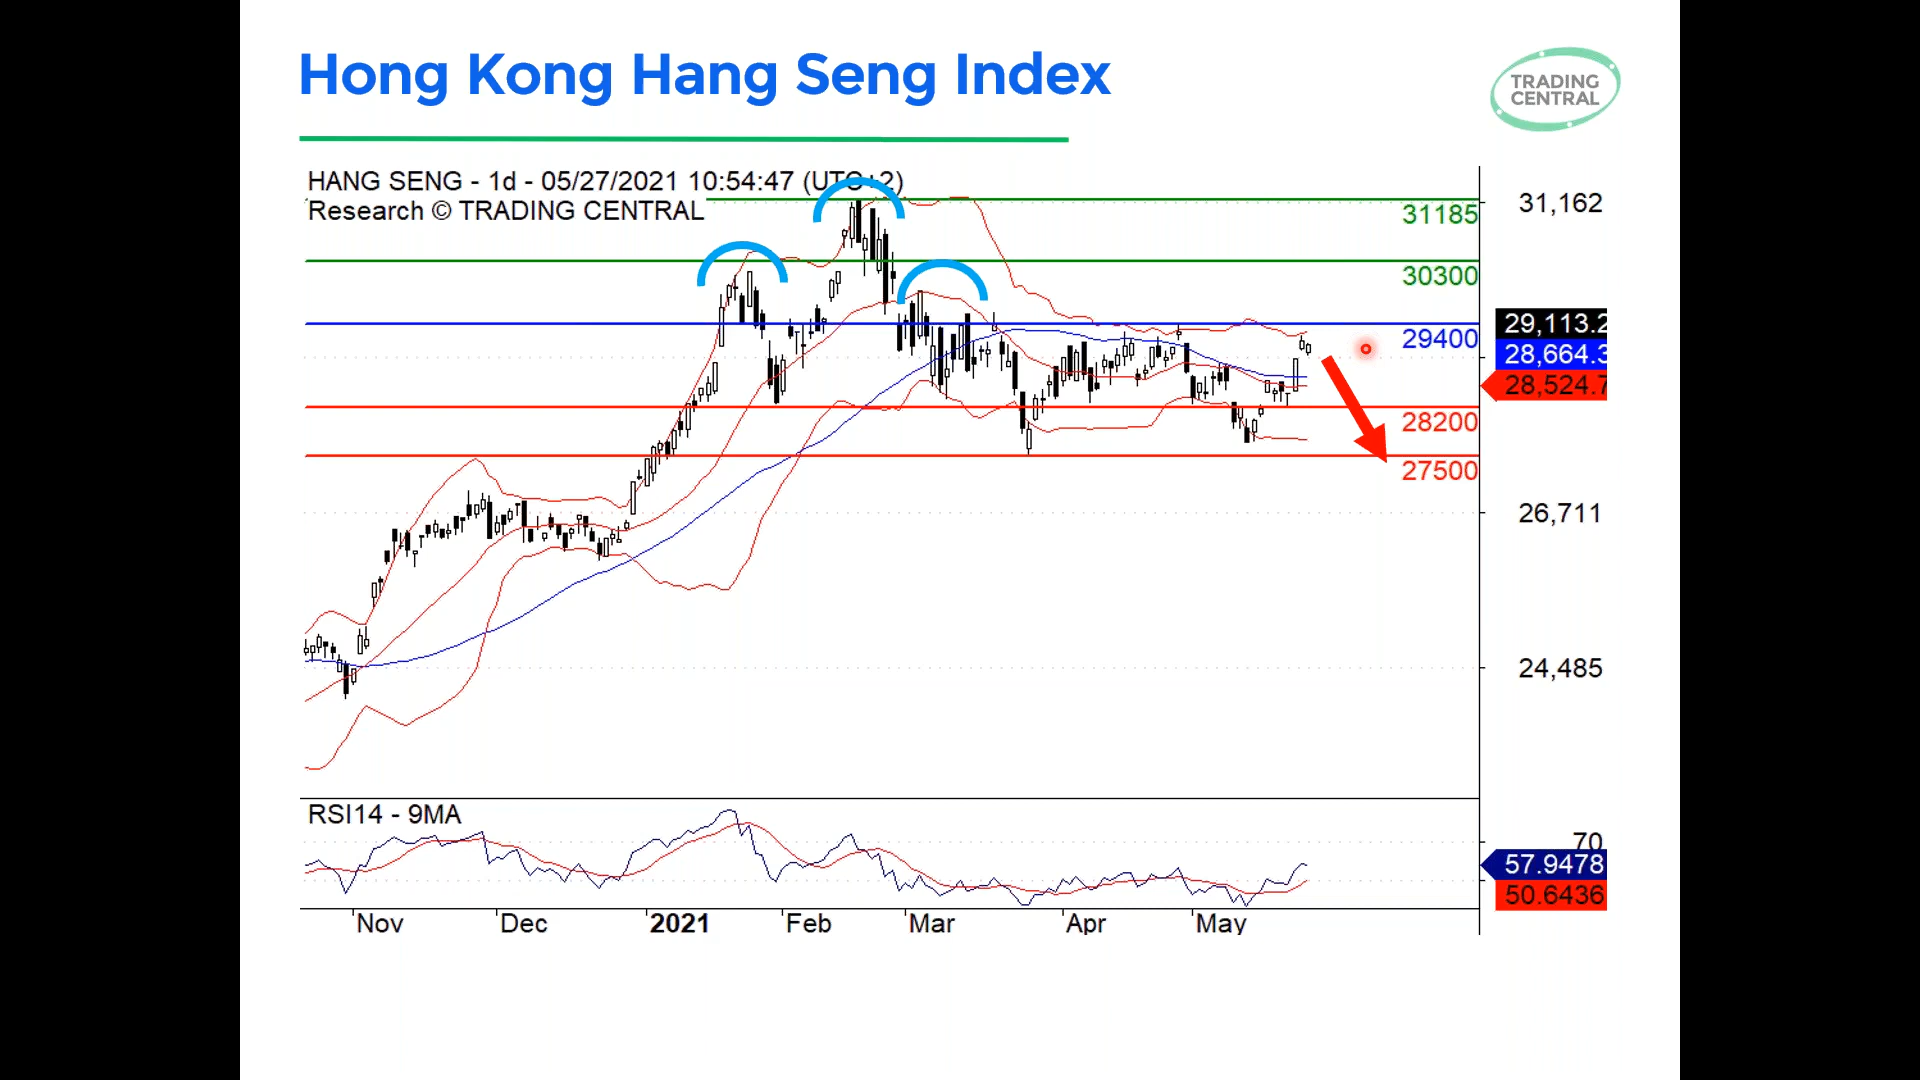 Hong Kong Hang Seng Index
TRADING
CENTRAL
HANG SENG - 1d - 05/27/2021 10:54:47 (UTC+2)
Research © TRADING CENTRAL
31185
31,162
30300
29400
29,113.2
28,664.3
28,524.7
28200
27500
26,711
24,485
RSI14 - 9MA
70
57.9478
50.6436
Nov Dec 2021 Feb Mar Apr May